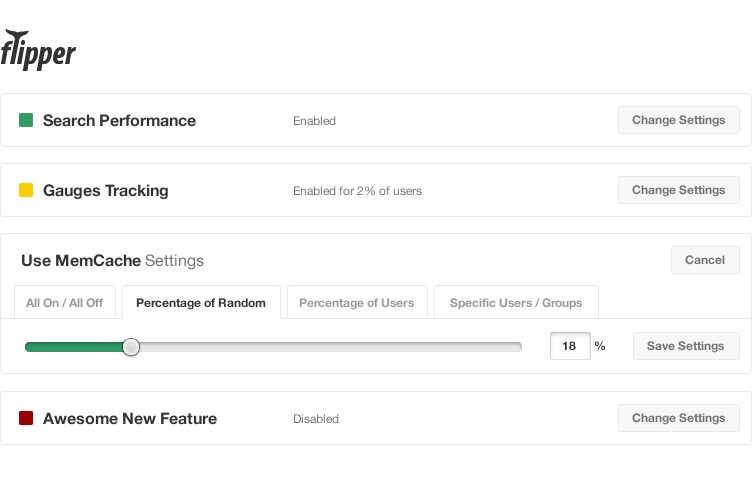 flipper
Search Performance Enabled Change Settings
Gauges Tracking Enabled for 2% of users Change Settings
Use MemCache Settings Cancel
All On / All Off Percentage of Random Percentage of Users Specific Users / Groups
18 % Save Settings
Awesome New Feature Disabled Change Settings